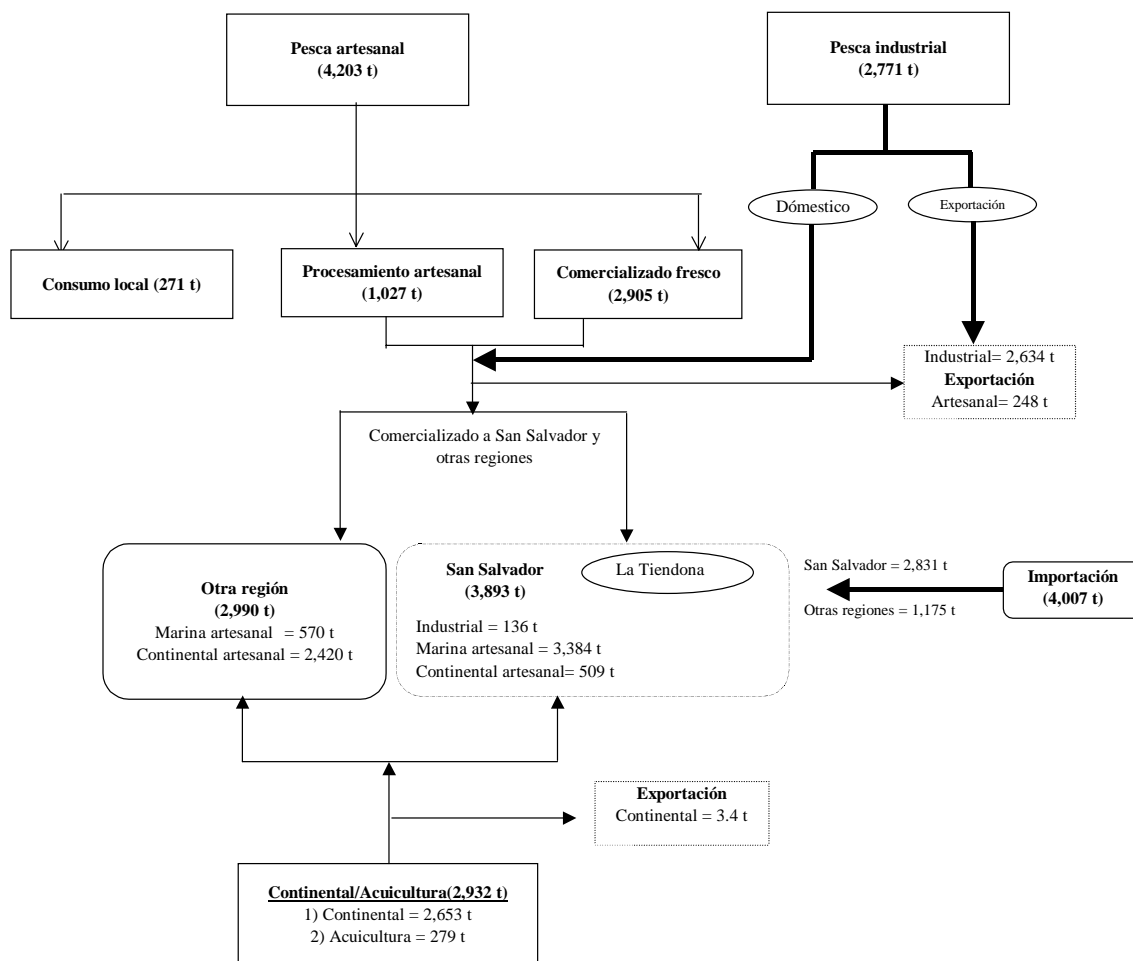 Pesca artesanal
(4,203 t)
Pesca industrial
(2,771 t)
Dómestico
Exportación
Consumo local (271 t)
Procesamiento artesanal
(1,027 t)
Comercializado fresco
(2,905 t)
Industrial= 2,634 t
Exportación
Artesanal= 248 t
Comercializado a San Salvador y
otras regiones
Otra región
(2,990 t)
Marina artesanal = 570 t
Continental artesanal = 2,420 t
San Salvador
(3,893 t)
La Tiendona
Industrial = 136 t
Marina artesanal = 3,384 t
Continental artesanal= 509 t
San Salvador = 2,831 t
Otras regiones = 1,175 t
Importación
(4,007 t)
Exportación
Continental = 3.4 t
Continental/Acuicultura(2,932 t)
1) Continental = 2,653 t
2) Acuicultura = 279 t